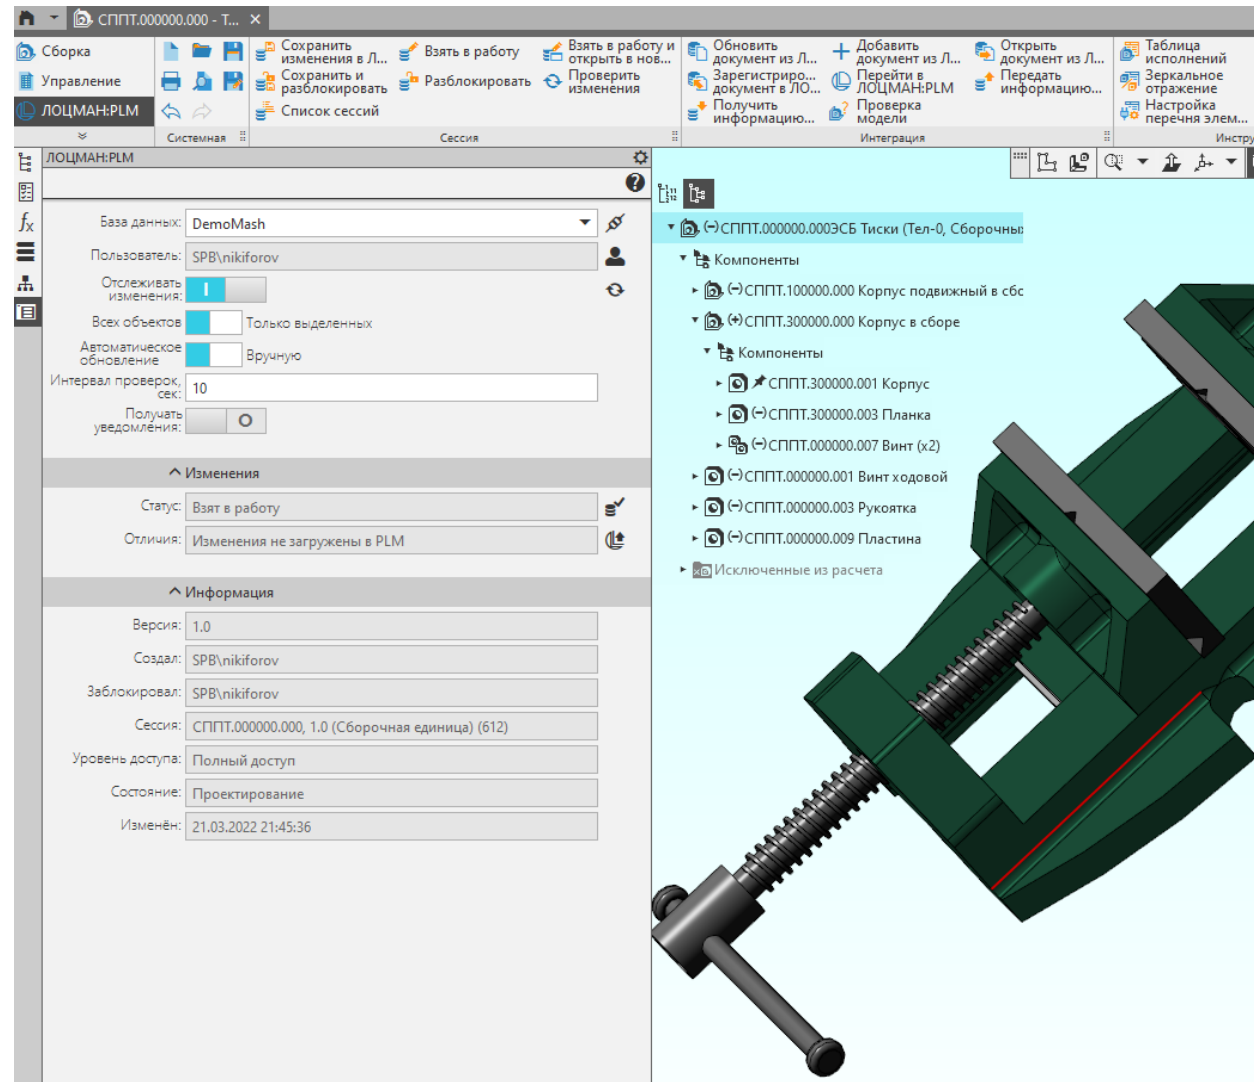 СППТ.000000.000 - Т...
Сборка
Управление
ЛОЦМАН:PLM
Системная
Сохранить
изменения в Л...
Сохранить и
разблокировать
Список сессий
Взять в работу
Разблокировать
Взять в работу и
открыть в нов...
Проверить
изменения
Сессия
Обновить
документ из Л...
Зарегистриро...
документ в ЛО...
Получить
информацию...
Добавить
документ из Л...
Перейти в
ЛОЦМАН:PLM
Проверка
модели
Открыть
документ из Л...
Передать
информацию...
Интеграция
Таблица
исполнений
Зеркальное
отражение
Настройка
перечня элем...
Инстру
ЛОЦМАН:PLM
База данных: DemoMash
Пользователь: SPB\nikiforov
Отслеживать
изменения:
Всех объектов Только выделенных
Автоматическое
обновление Вручную
Интервал проверок,
сек: 10
Получать
уведомления:
Изменения
Статус: Взят в работу
Отличия: Изменения не загружены в PLM
Информация
Версия: 1.0
Создал: SPB\nikiforov
Заблокировал: SPB\nikiforov
Сессия: СППТ.000000.000, 1.0 (Сборочная единица) (612)
Уровень доступа: Полный доступ
Состояние: Проектирование
Изменён: 21.03.2022 21:45:36
(-)СППТ.000000.000ЭСБ Тиски (Тел-0, Сборочны
Компоненты
(-)СППТ.100000.000 Корпус подвижный в сбо
(+)СППТ.300000.000 Корпус в сборе
Компоненты
СППТ.300000.001 Корпус
(-)СППТ.300000.003 Планка
(-)СППТ.000000.007 Винт (x2)
(-)СППТ.000000.001 Винт ходовой
(-)СППТ.000000.003 Рукоятка
(-)СППТ.000000.009 Пластина
Исключенные из расчета